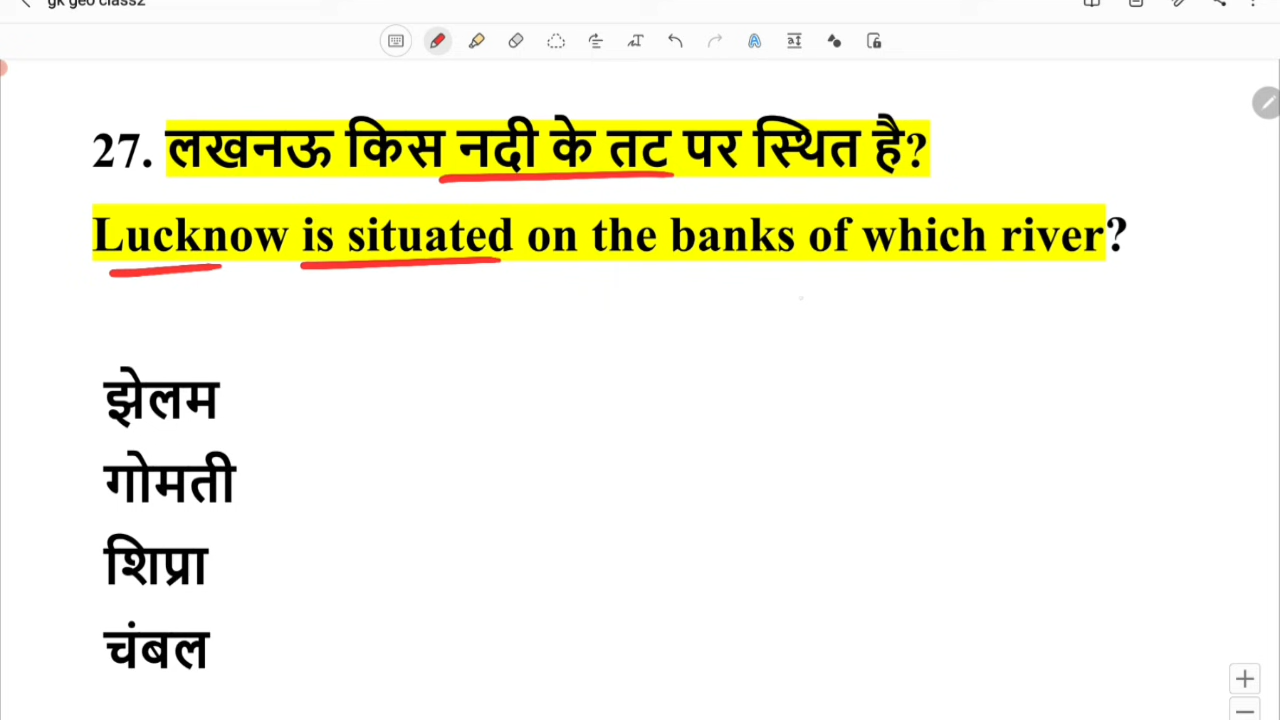 gk geo class2
27. लखनऊ किस नदी के तट पर स्थित है?
Lucknow is situated on the banks of which river?
झेलम
गोमती
शिप्रा
चंबल